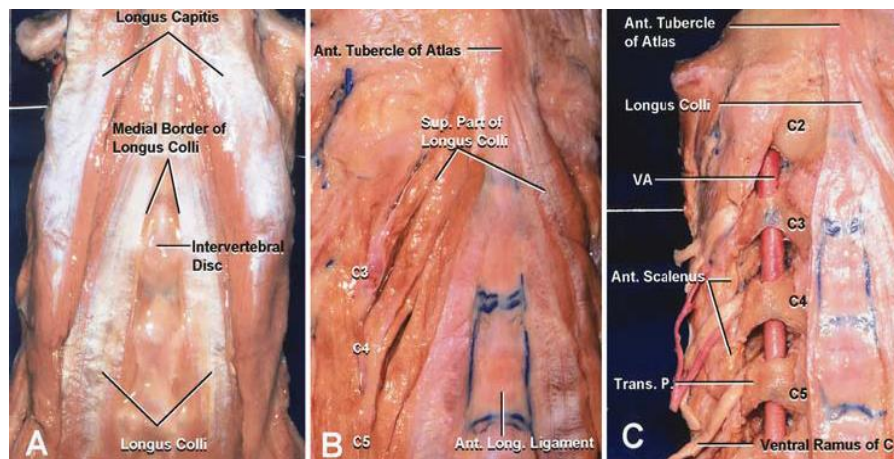 Longus Capitis
Medial Border of
Longus Colli
Intervertebral
Disc
Longus Colli
A
Ant. Tubercle of Atlas
Sup. Part of
Longus Colli
C3
C4
C5
Ant. Long. Ligament
B
Ant. Tubercle
of Atlas
Longus Colli
C2
VA
C3
Ant. Scalenus
C4
Trans. P.
C5
Ventral Ramus of C
C